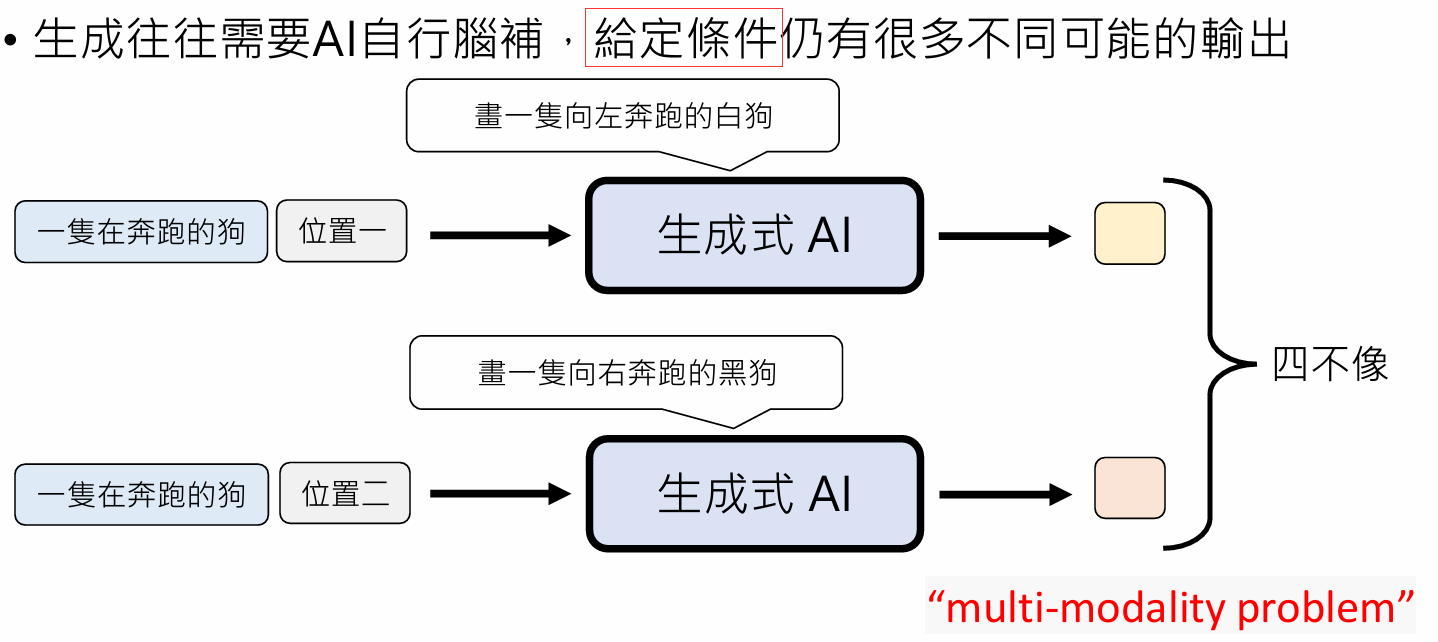 • 生成往往需要AI自行腦補，給定條件仍有很多不同可能的輸出
畫一隻向左奔跑的白狗
一隻在奔跑的狗 位置一 生成式 AI
畫一隻向右奔跑的黑狗
四不像
一隻在奔跑的狗 位置二 生成式 AI
“multi-modality problem”